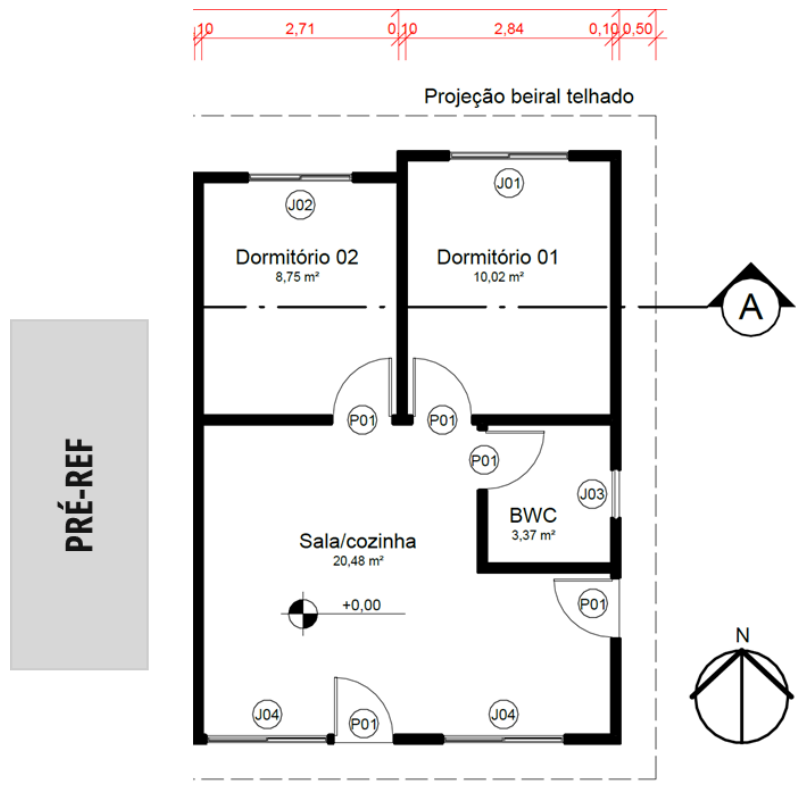 ,10 2,71 0,10 2,84 0,10 0,50
Projeção beiral telhado
J02
J01
Dormitório 02
8,75 m²
Dormitório 01
10,02 m²
A
P01
P01
P01
PRÉ-REF
J03
BWC
3,37 m²
Sala/cozinha
20,48 m²
+0,00
P01
N
J04
P01
J04